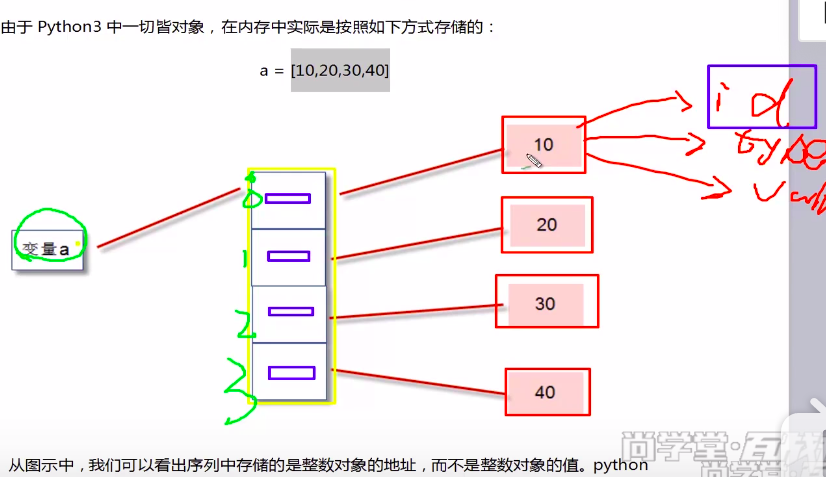 由于 Python3 中一切皆对象，在内存中实际是按照如下方式存储的：
a = [10,20,30,40]
id
10
type
变量a
0
20
1
30
2
3
40
尚学堂·百战
从图示中，我们可以看出序列中存储的是整数对象的地址，而不是整数对象的值。python
尚学堂